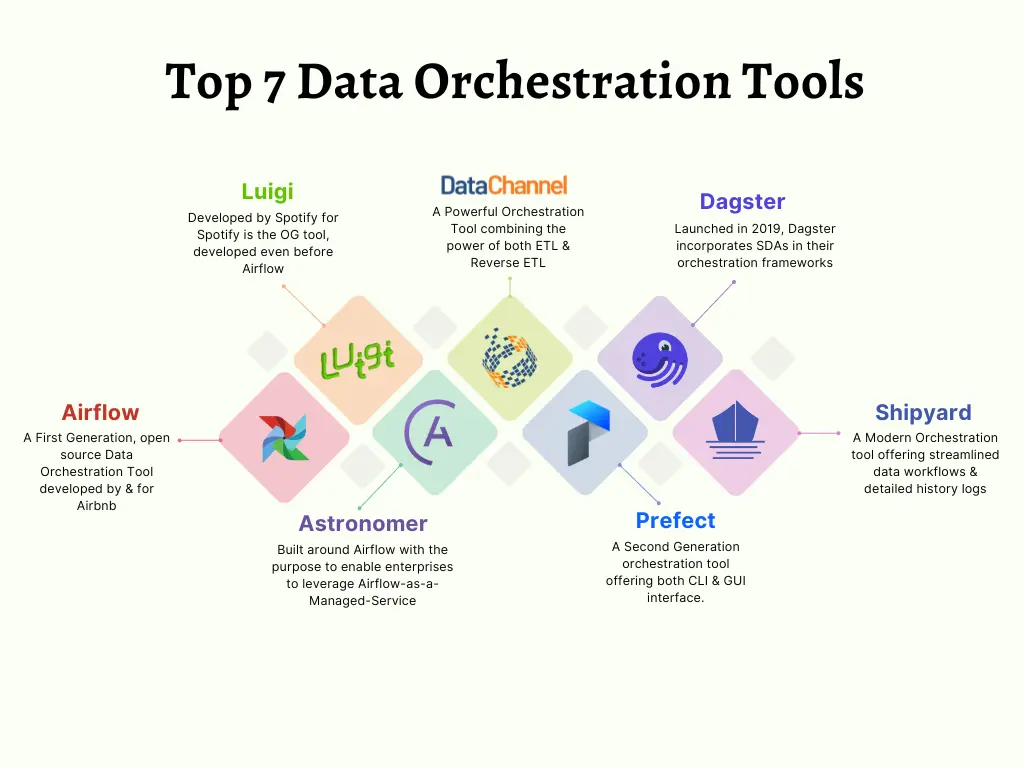 Top 7 Data Orchestration Tools
Luigi
Developed by Spotify for
Spotify is the OG tool,
developed even before
Airflow
DataChannel
A Powerful Orchestration
Tool combining the
power of both ETL &
Reverse ETL
Dagster
Launched in 2019, Dagster
incorporates SDAs in their
orchestration frameworks
LUigi
A
Airflow
A First Generation, open
source Data
Orchestration Tool
developed by & for
Airbnb
Shipyard
A Modern Orchestration
tool offering streamlined
data workflows &
detailed history logs
Astronomer
Built around Airflow with the
purpose to enable enterprises
to leverage Airflow-as-a-
Managed-Service
Prefect
A Second Generation
orchestration tool
offering both CLI & GUI
interface.